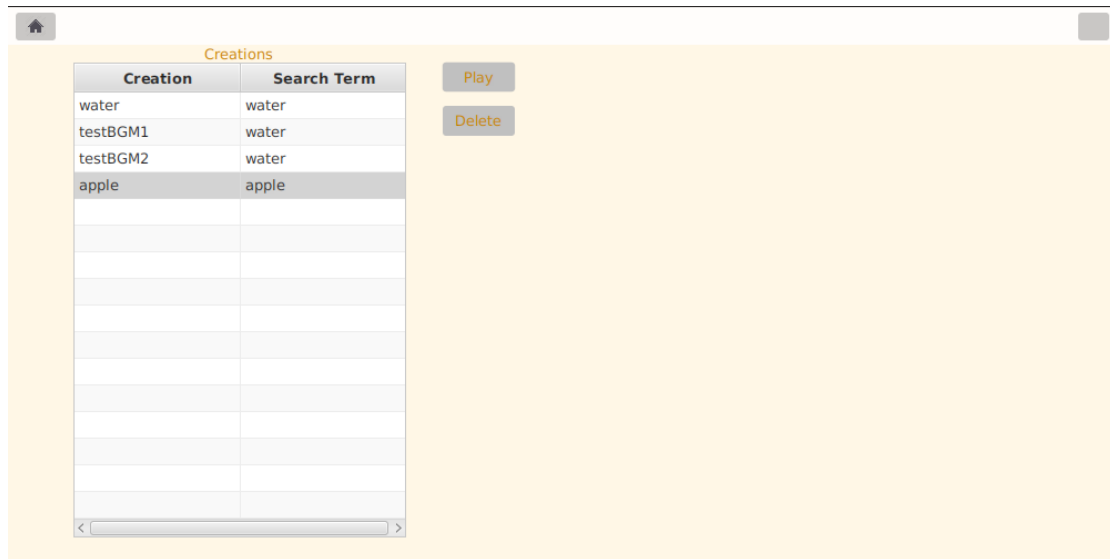 Creations
Creation Search Term
water water
testBGM1 water
testBGM2 water
apple apple
Play
Delete